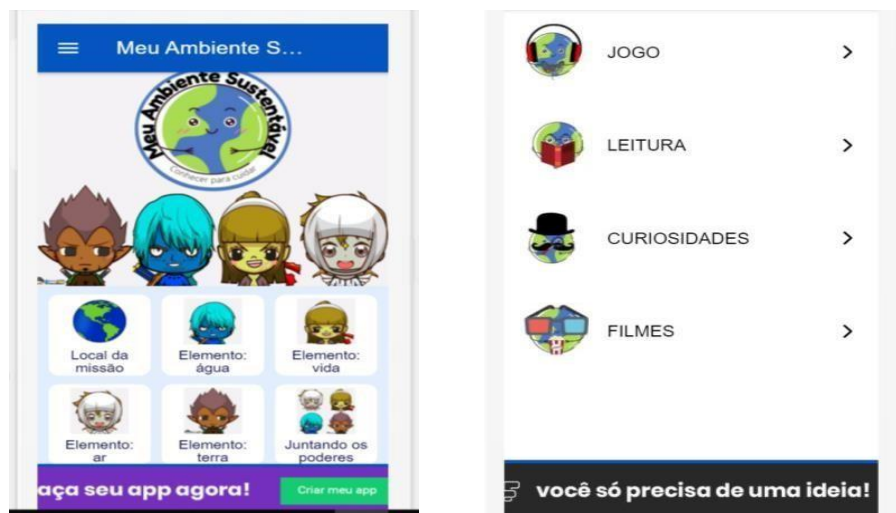 Meu Ambiente S...
Meu Ambiente Sustentável
Conhecer para cuidar
Local da
missão
Elemento:
água
Elemento:
vida
Elemento:
ar
Elemento:
terra
Juntando os
poderes
aça seu app agora!
Criar meu app
JOGO
LEITURA
CURIOSIDADES
FILMES
você só precisa de uma ideia!